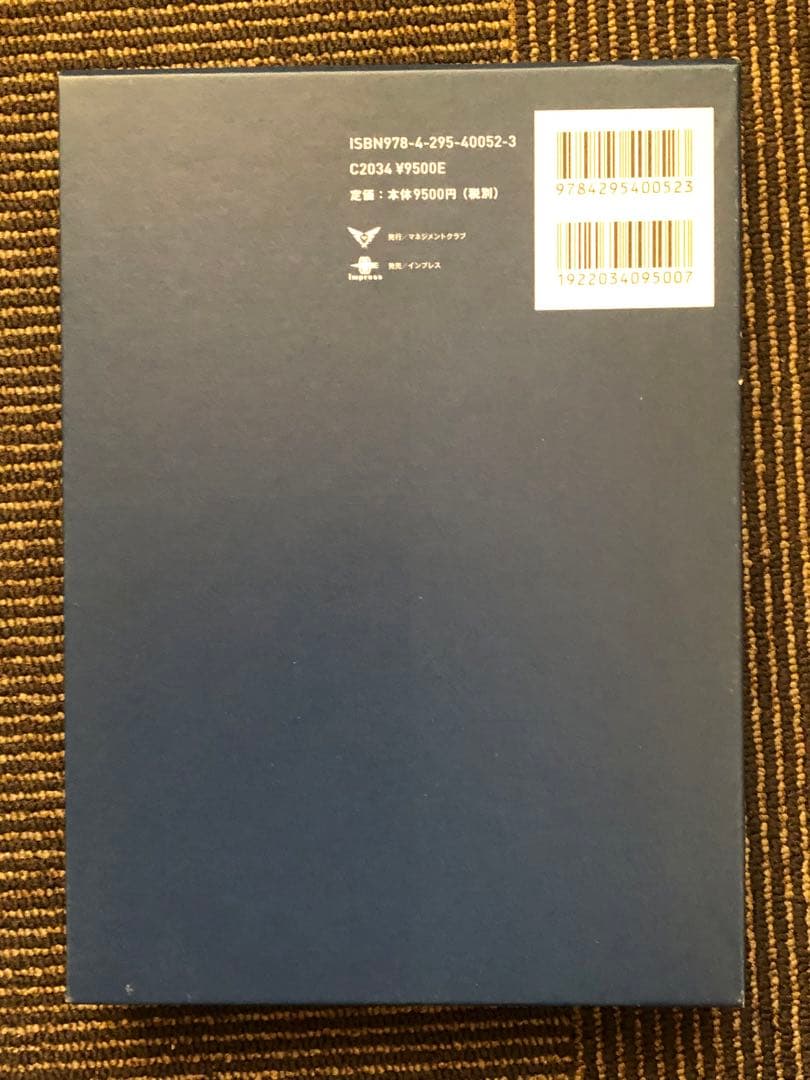 ISBN978-4-295-40052-3
C2034 ¥9500E
定価：本体9500円（税別）
発行／マネジメントクラブ
Impress
発売／インプレス
9784295400523
1922034095007